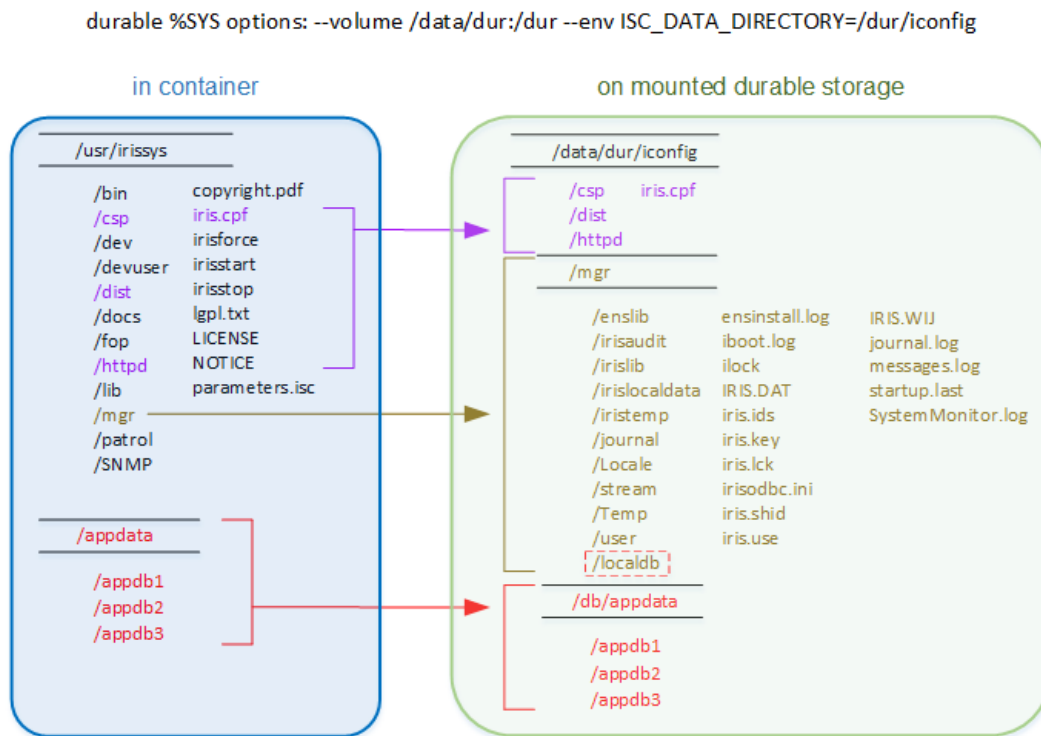 durable %SYS options: --volume /data/dur:/dur --env ISC_DATA_DIRECTORY=/dur/iconfig
in container
/usr/irissys
/bin copyright.pdf
/csp iris.cpf
/dev irisforce
/devuser irisstart
/dist irisstop
/docs lgpl.txt
/fop LICENSE
/httpd NOTICE
/lib parameters.isc
/mgr
/patrol
/SNMP
/appdata
/appdb1
/appdb2
/appdb3
on mounted durable storage
/data/dur/iconfig
/csp iris.cpf
/dist
/httpd
/mgr
/enslib ensinstall.log IRIS.WIJ
/irisaudit iboot.log journal.log
/irislib ilock messages.log
/irislocaldata IRIS.DAT startup.last
/iristemp iris.ids SystemMonitor.log
/journal iris.key
/Locale iris.lck
/stream irisodbc.ini
/Temp iris.shid
/user iris.use
/localdb
/db/appdata
/appdb1
/appdb2
/appdb3